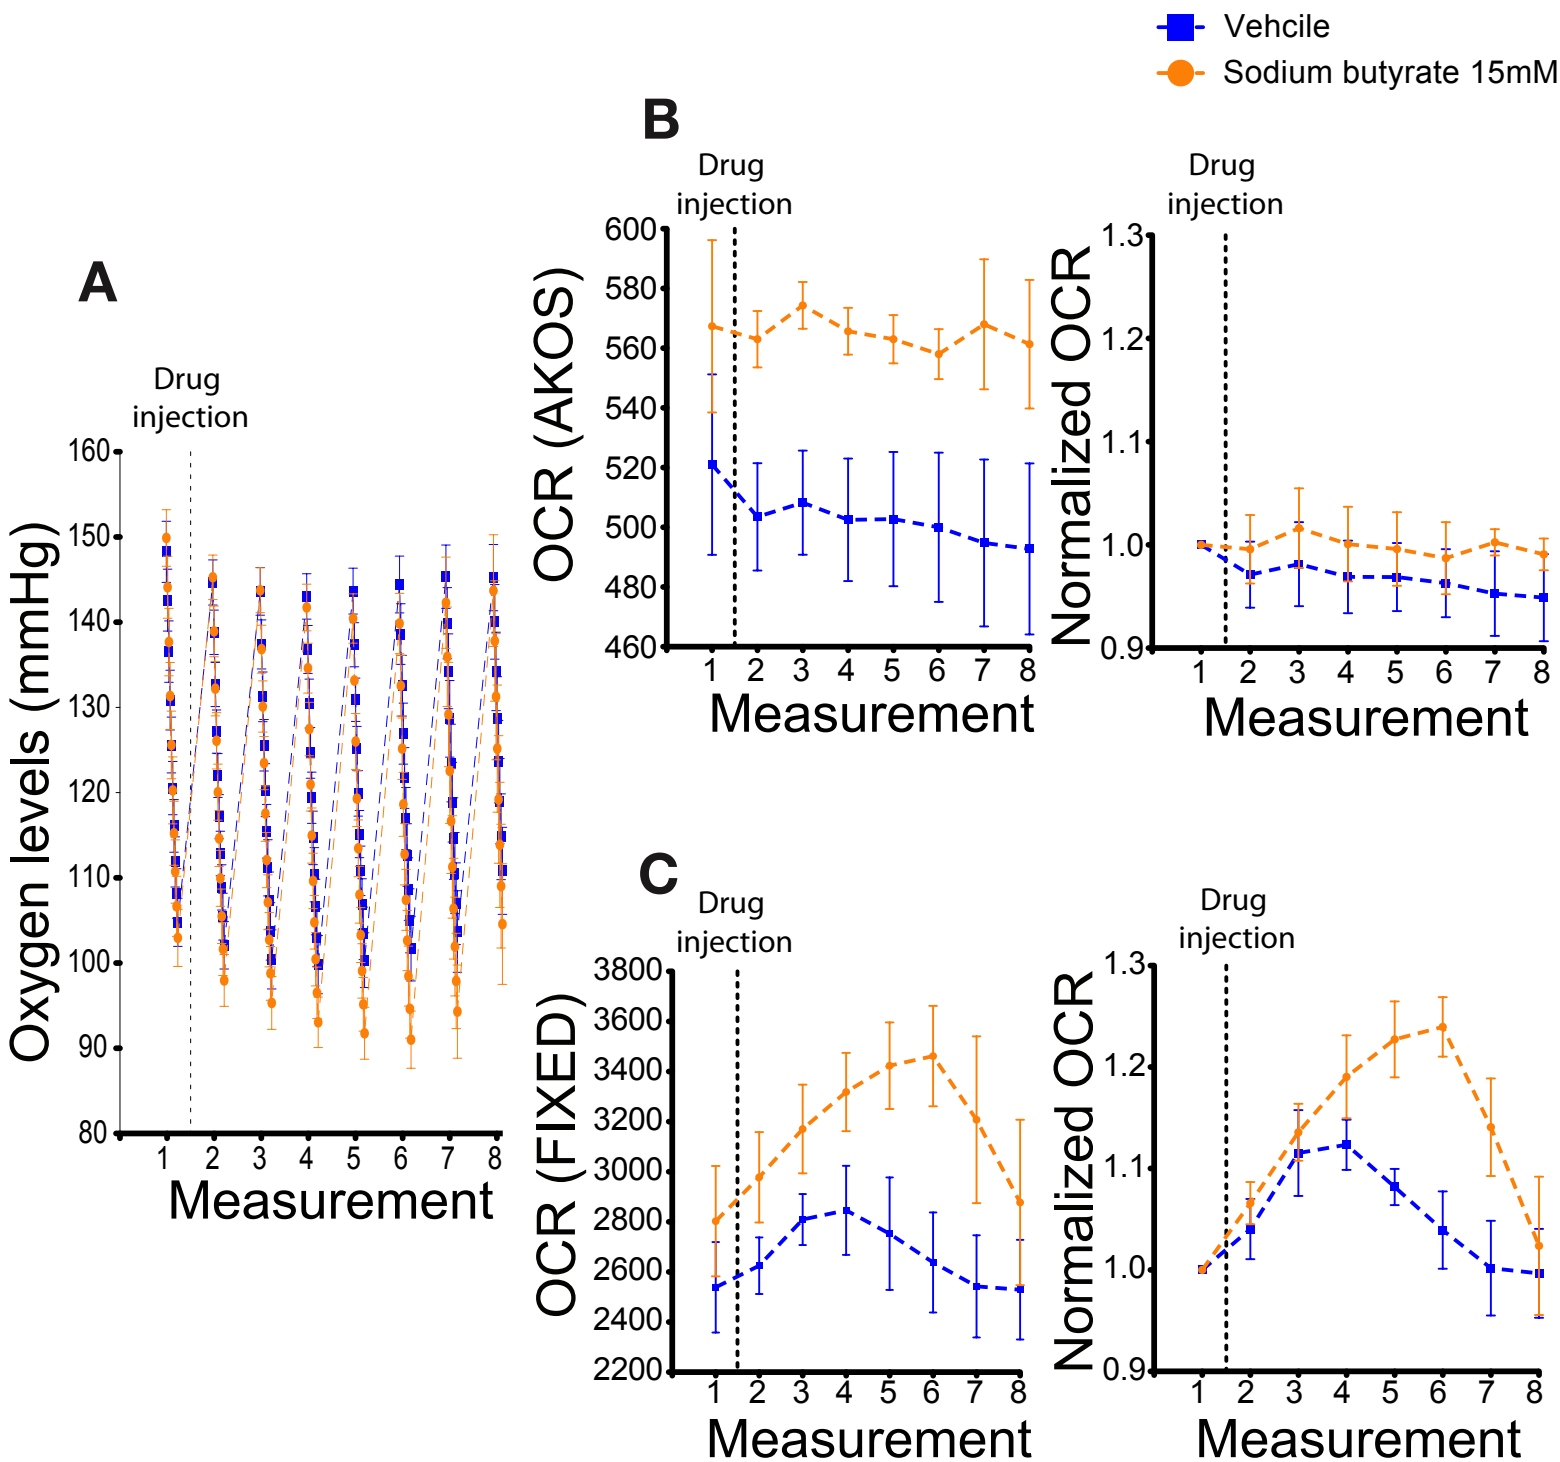 Vehcile
Sodium butyrate 15mM
A
Drug
injection
160
150
140
130
120
110
100
90
80
1 2 3 4 5 6 7 8
Oxygen levels (mmHg)
Measurement
B
Drug
injection
600
580
560
540
520
500
480
460
1 2 3 4 5 6 7 8
OCR (AKOS)
Measurement
Drug
injection
1.3
1.2
1.1
1.0
0.9
1 2 3 4 5 6 7 8
Normalized OCR
Measurement
C
Drug
injection
3800
3600
3400
3200
3000
2800
2600
2400
2200
1 2 3 4 5 6 7 8
OCR (FIXED)
Measurement
Drug
injection
1.3
1.2
1.10
1.0
0.9
1 2 3 4 5 6 7 8
Normalized OCR
Measurement